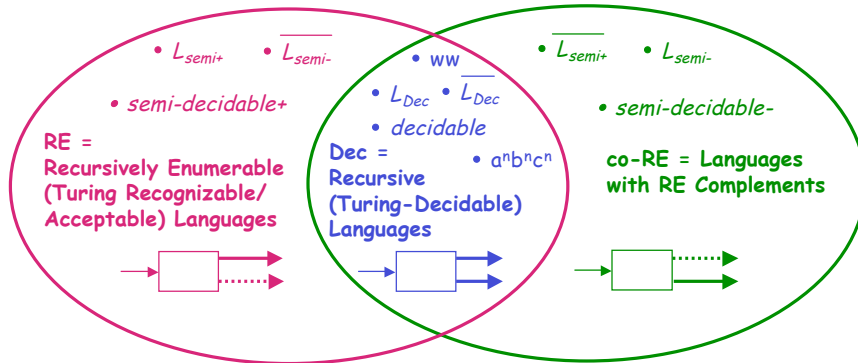 • L_semi+ • L̅_semi-
• semi-decidable+
RE =
Recursively Enumerable
(Turing Recognizable/
Acceptable) Languages
• ww
• L_Dec • L̅_Dec
• decidable
Dec =
• aⁿbⁿcⁿ
Recursive
(Turing-Decidable)
Languages
• L̅_semi+ • L_semi-
• semi-decidable-
co-RE = Languages
with RE Complements